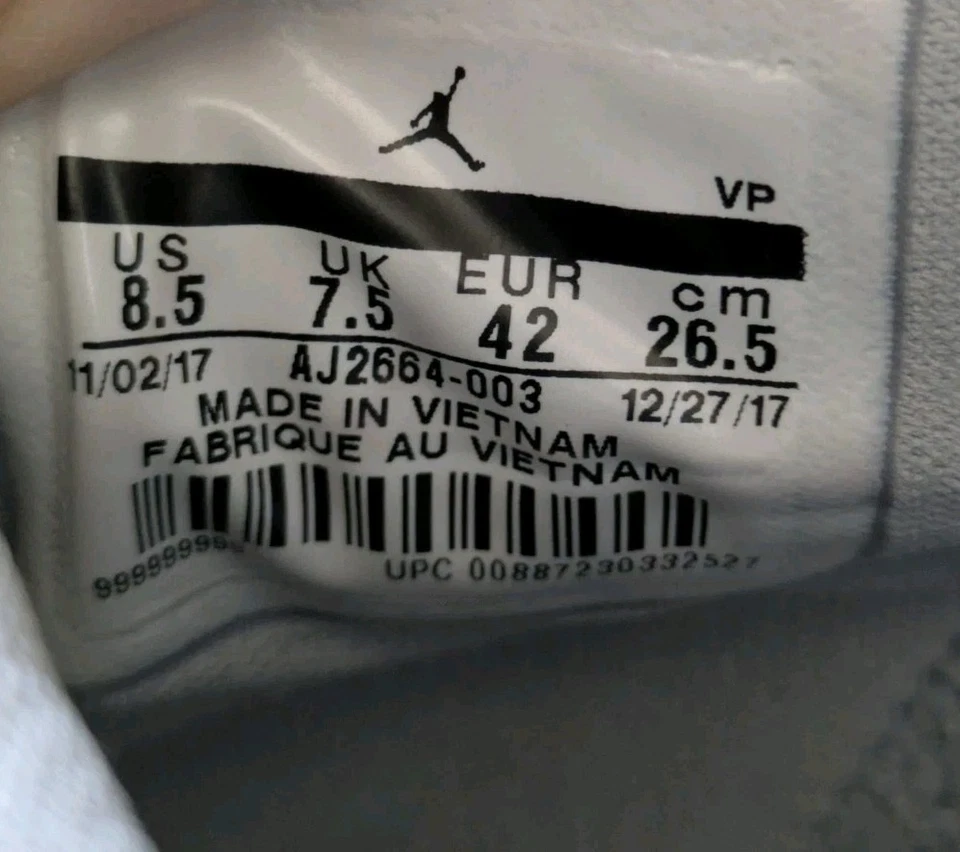 VP
US UK EUR cm
8.5 7.5 42 26.5
11/02/17 AJ2664-003 12/27/17
MADE IN VIETNAM
FABRIQUE AU VIETNAM
UPC 00887230332527